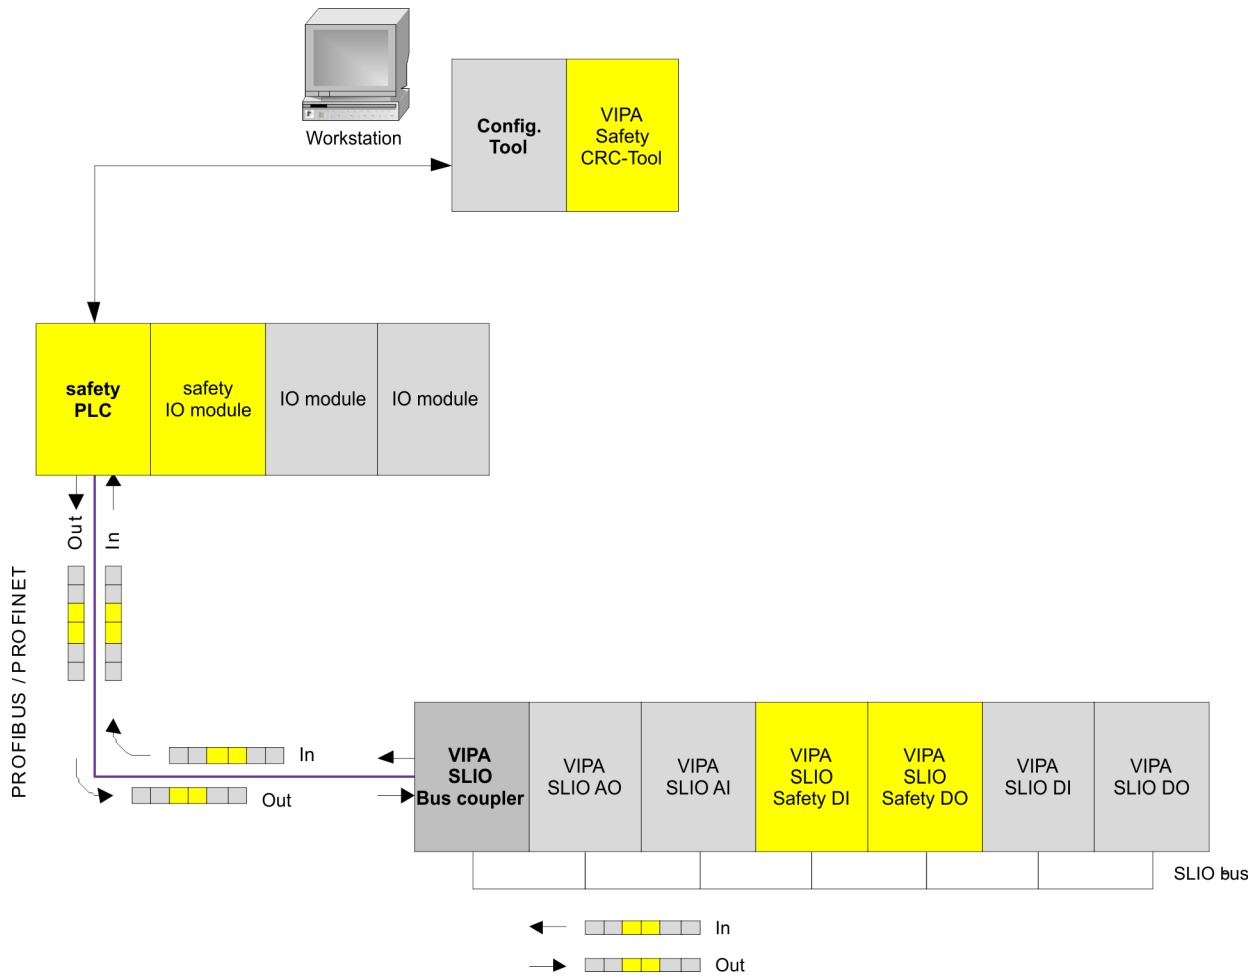 Workstation
Config.
Tool
VIPA
Safety
CRC-Tool
safety
PLC
safety
IO module
IO module
IO module
Out
In
PROFIBUS / PROFINET
In
Out
VIPA
SLIO
Bus coupler
VIPA
SLIO AO
VIPA
SLIO AI
VIPA
SLIO
Safety DI
VIPA
SLIO
Safety DO
VIPA
SLIO DI
VIPA
SLIO DO
SLIO bus
In
Out